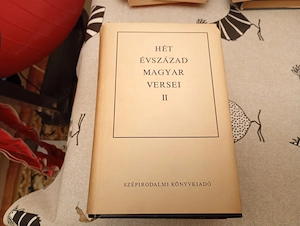 HÉT
ÉVSZÁZAD
MAGYAR
VERSEI
II
SZÉPIRODALMI KÖNYVKIADÓ